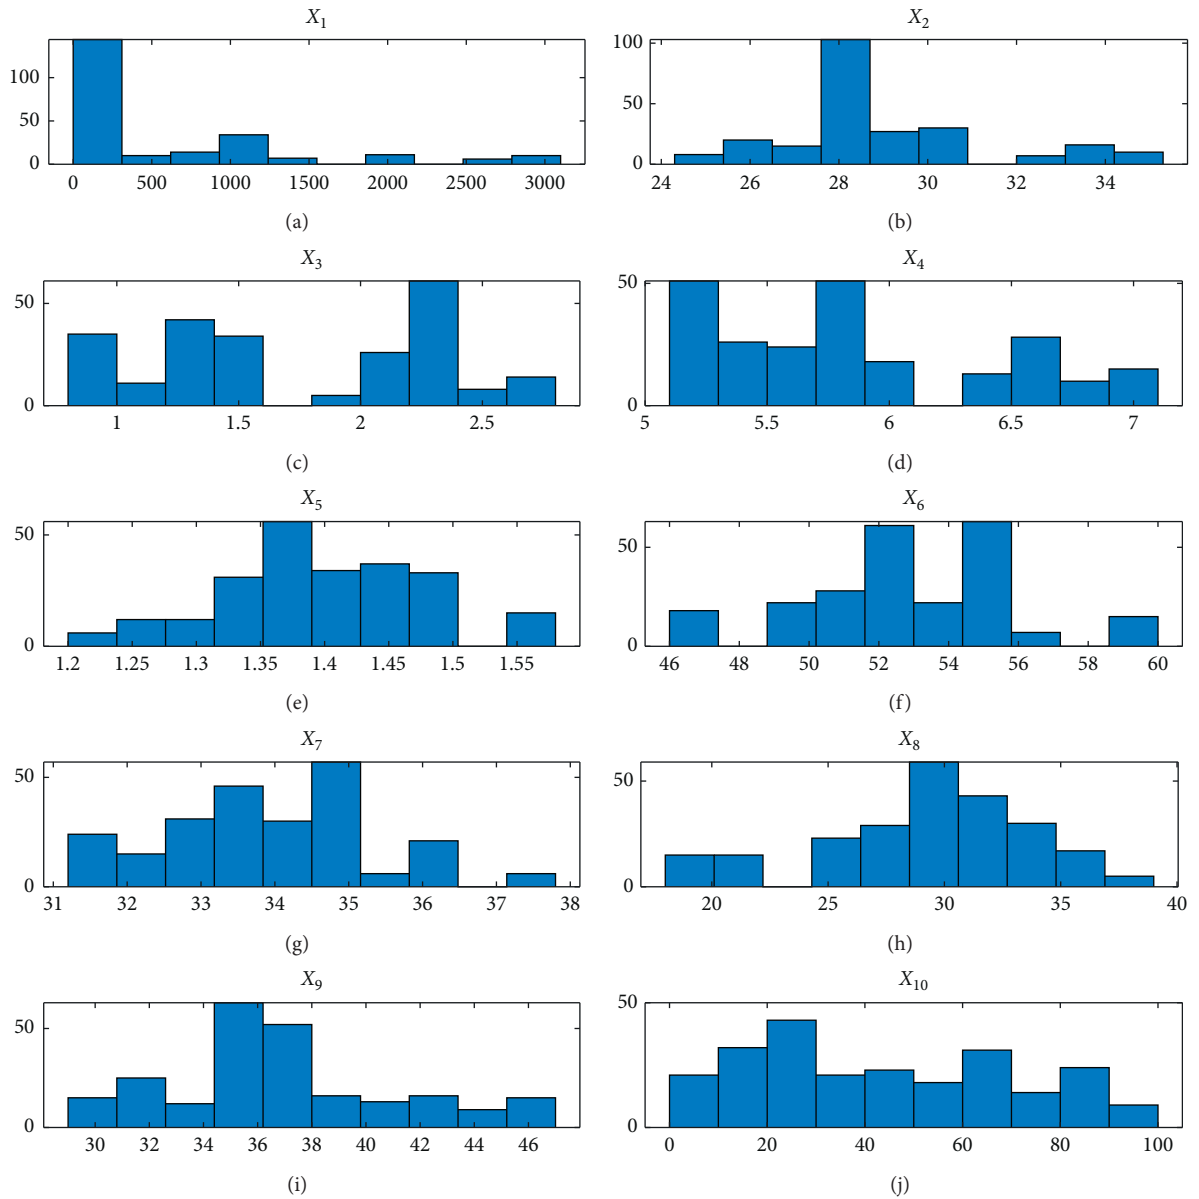 X1
X2
100
50
0
0 500 1000 1500 2000 2500 3000
100
50
0
24 26 28 30 32 34
(a)
(b)
X3
X4
50
0
1 1.5 2 2.5
50
0
5 5.5 6 6.5 7
(c)
(d)
X5
X6
50
0
1.2 1.25 1.3 1.35 1.4 1.45 1.5 1.55
50
0
46 48 50 52 54 56 58 60
(e)
(f)
X7
X8
50
0
31 32 33 34 35 36 37 38
50
0
20 25 30 35 40
(g)
(h)
X9
X10
50
0
30 32 34 36 38 40 42 44 46
50
0
0 20 40 60 80 100
(i)
(j)